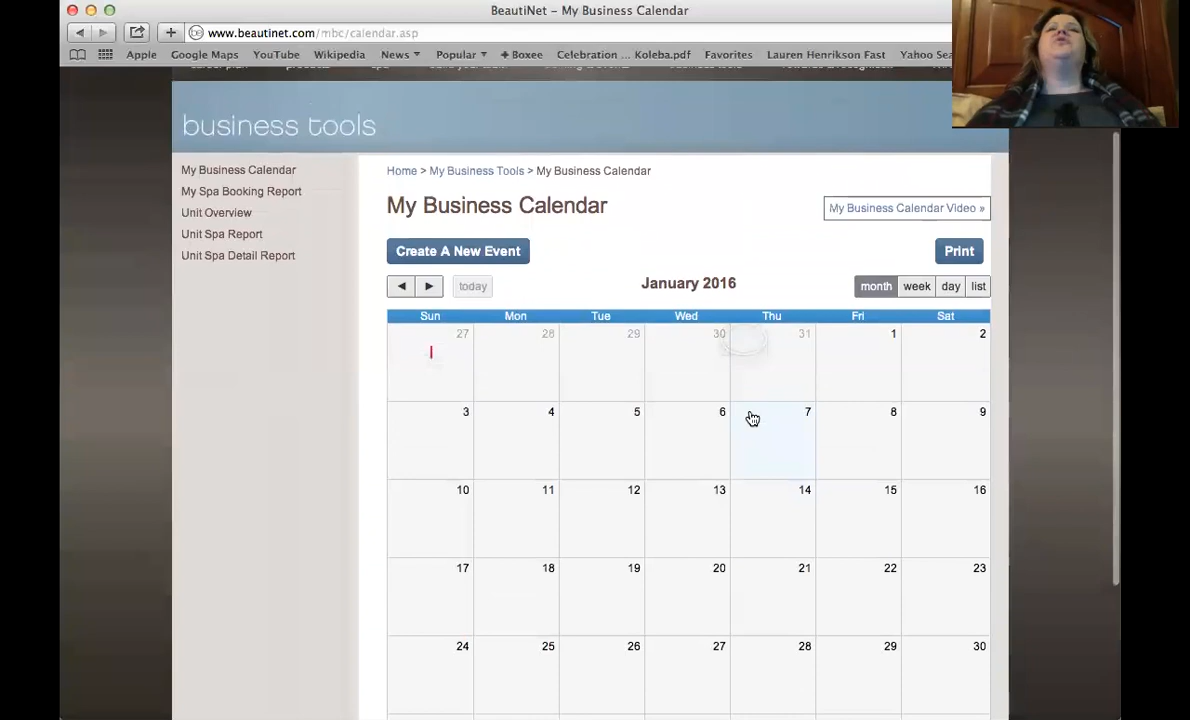 BeautiNet – My Business Calendar
www.beautinet.com/mbc/calendar.asp
Apple Google Maps YouTube Wikipedia News Popular Boxee Celebration ... Koleba.pdf Favorites Lauren Henrikson Fast Yahoo Sea
business tools
My Business Calendar
My Spa Booking Report
Unit Overview
Unit Spa Report
Unit Spa Detail Report
Home > My Business Tools > My Business Calendar
My Business Calendar
My Business Calendar Video »
Create A New Event
Print
today
January 2016
month week day list
Sun Mon Tue Wed Thu Fri Sat
27 28 29 30 31 1 2
3 4 5 6 7 8 9
10 11 12 13 14 15 16
17 18 19 20 21 22 23
24 25 26 27 28 29 30